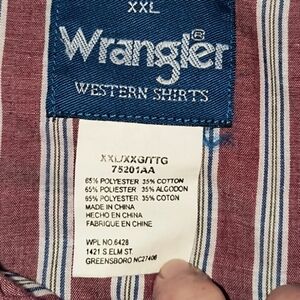 XXL
Wrangler®
WESTERN SHIRTS
XXL/XXG/TTG
75201AA
65% POLYESTER 35% COTTON
65% POLIESTER 35% ALGODON
65% POLYESTER 35% COTON
MADE IN CHINA
HECHO EN CHINA
FABRIQUE EN CHINE
WPL NO.6428
1421 S ELM ST
GREENSBORO NC27406